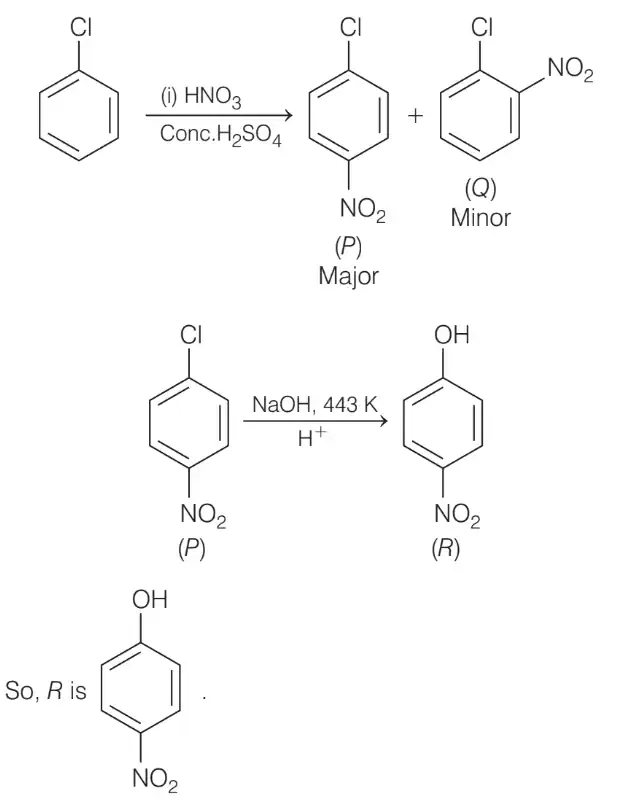 Cl
Cl
Cl
(i) HNO₃
NO₂
+
Conc.H₂SO₄
(Q)
NO₂
Minor
(P)
Major
Cl
OH
NaOH, 443 K
H⁺
NO₂
NO₂
(P)
(R)
OH
So, R is
.
NO₂